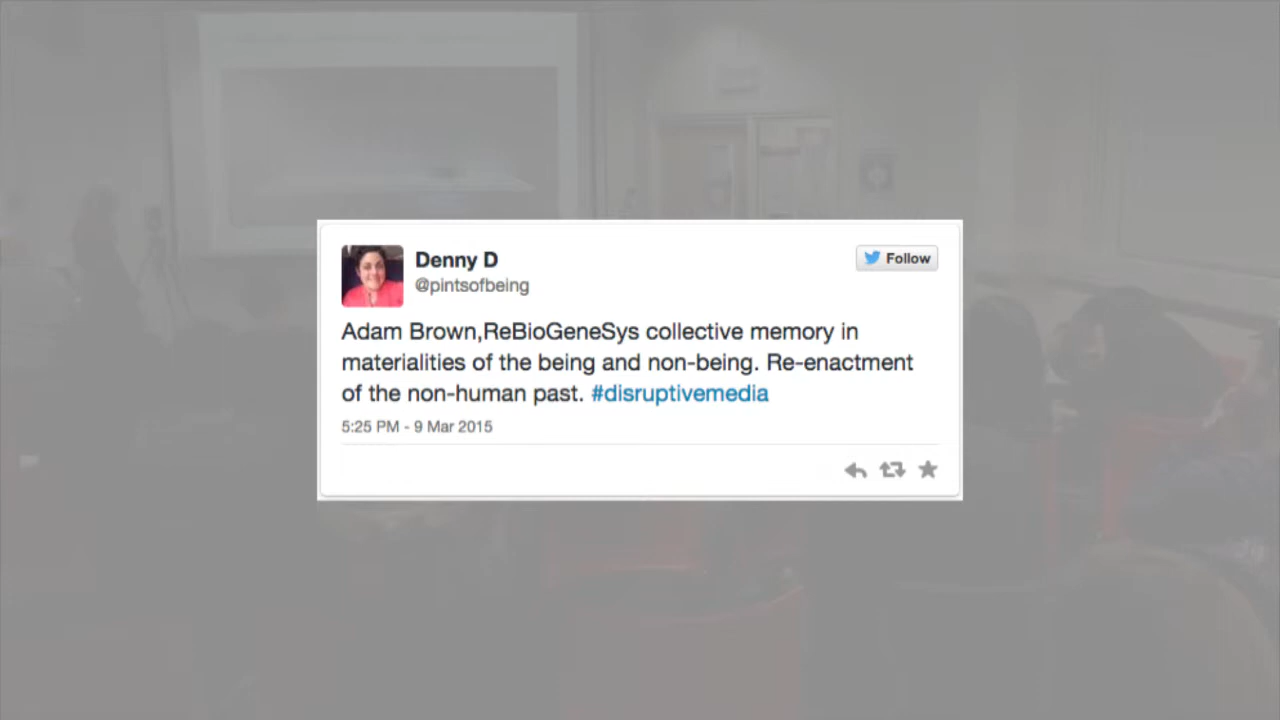 Denny D
Follow
@pintsofbeing
Adam Brown,ReBioGeneSys collective memory in
materialities of the being and non-being. Re-enactment
of the non-human past. #disruptivemedia
5:25 PM - 9 Mar 2015